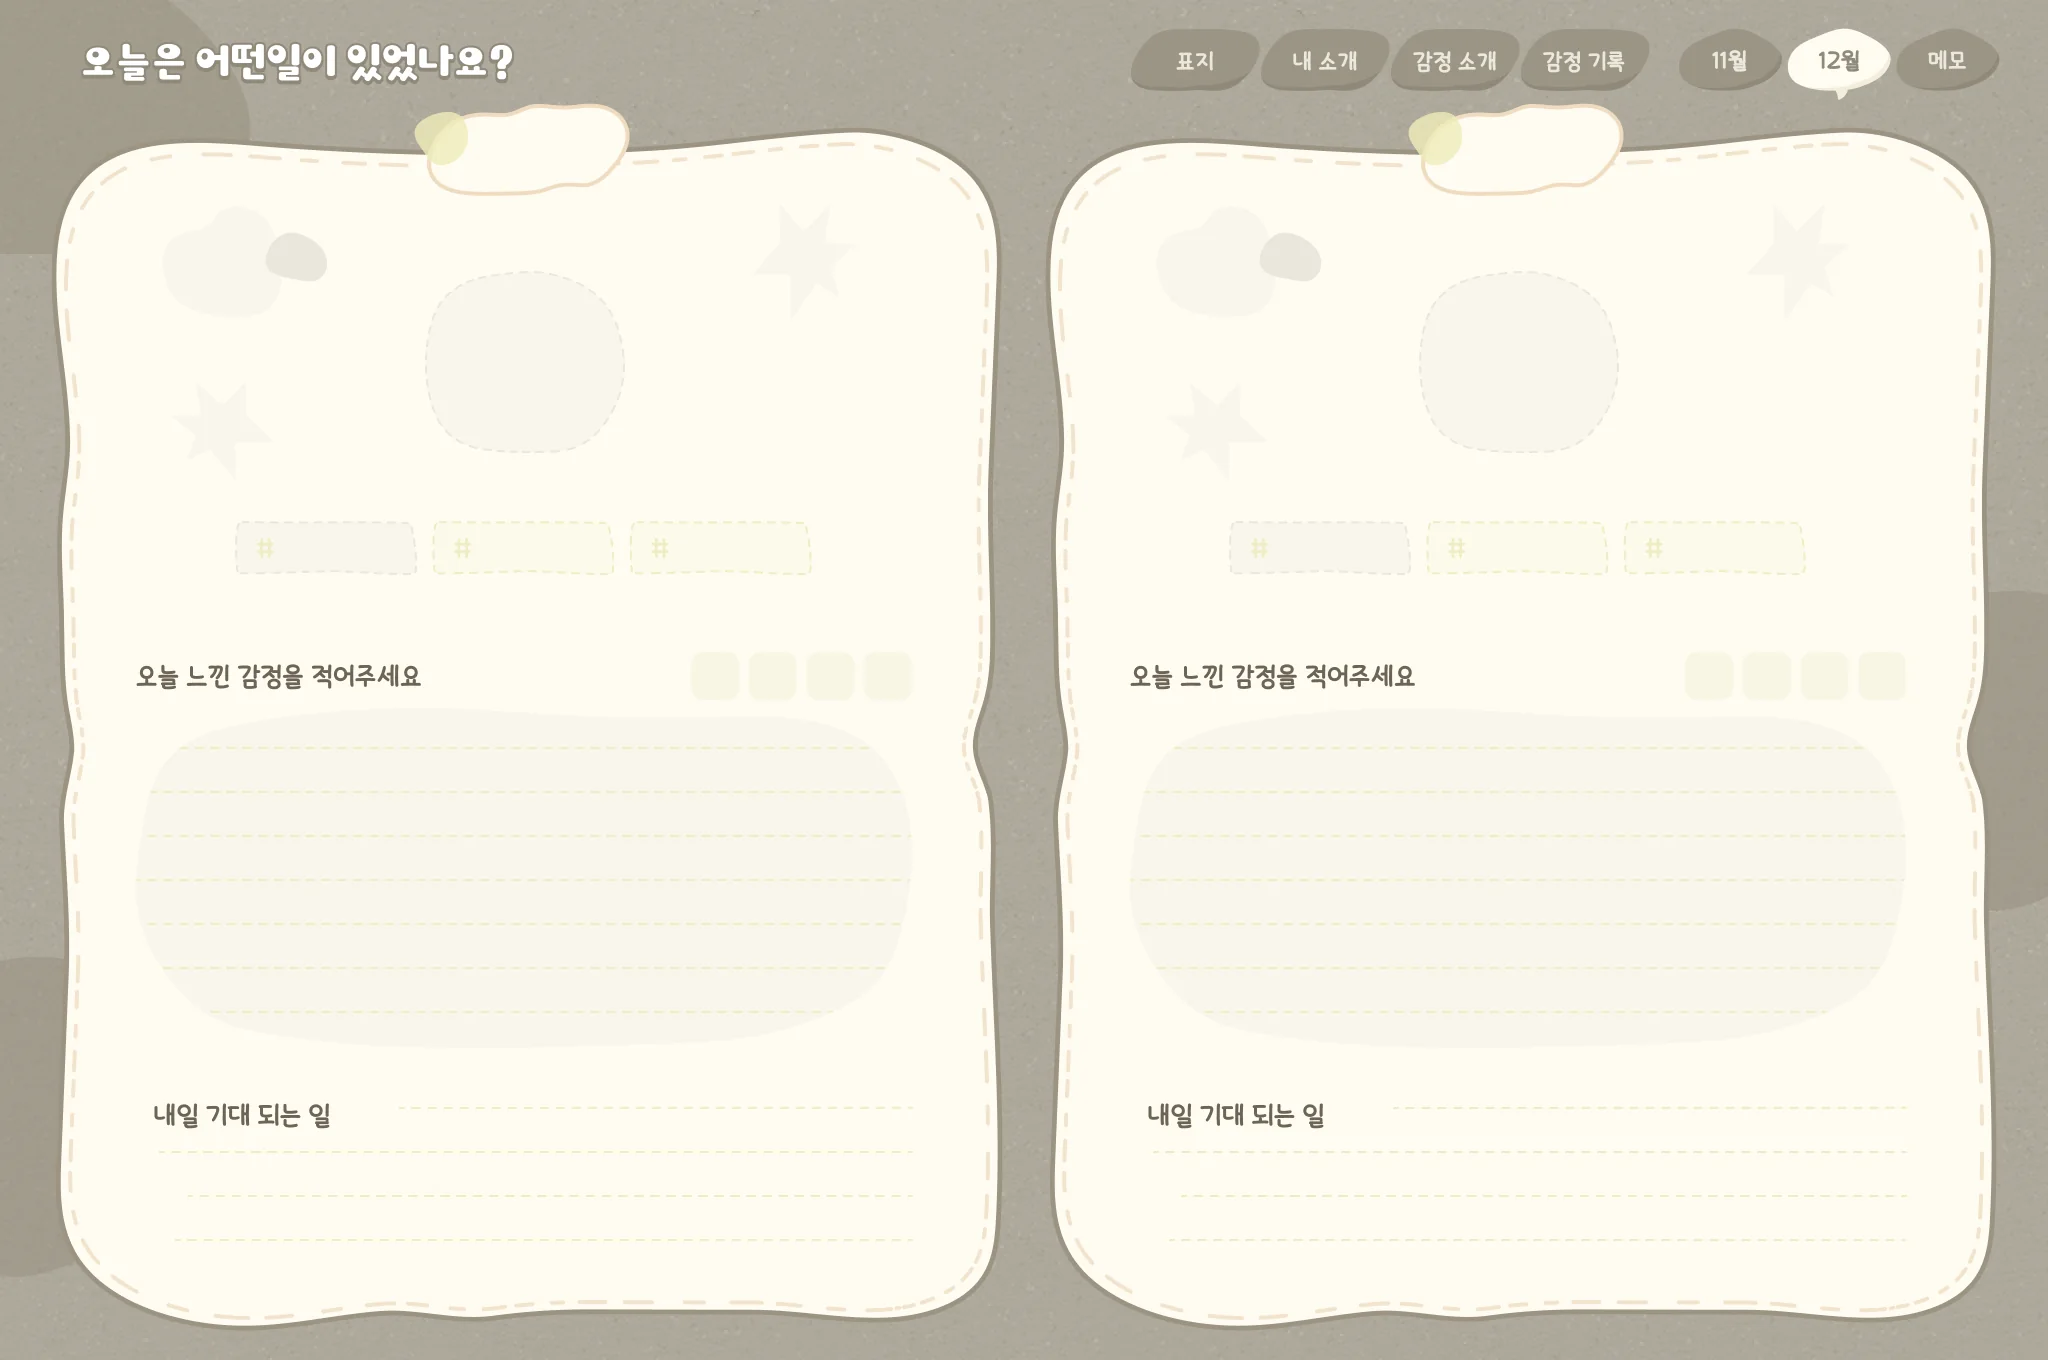 오늘은 어떤일이 있었나요?
표지 내 소개 감정 소개 감정 기록 11월 12월 메모
# # #
오늘 느낀 감정을 적어주세요
내일 기대 되는 일
# # #
오늘 느낀 감정을 적어주세요
내일 기대 되는 일